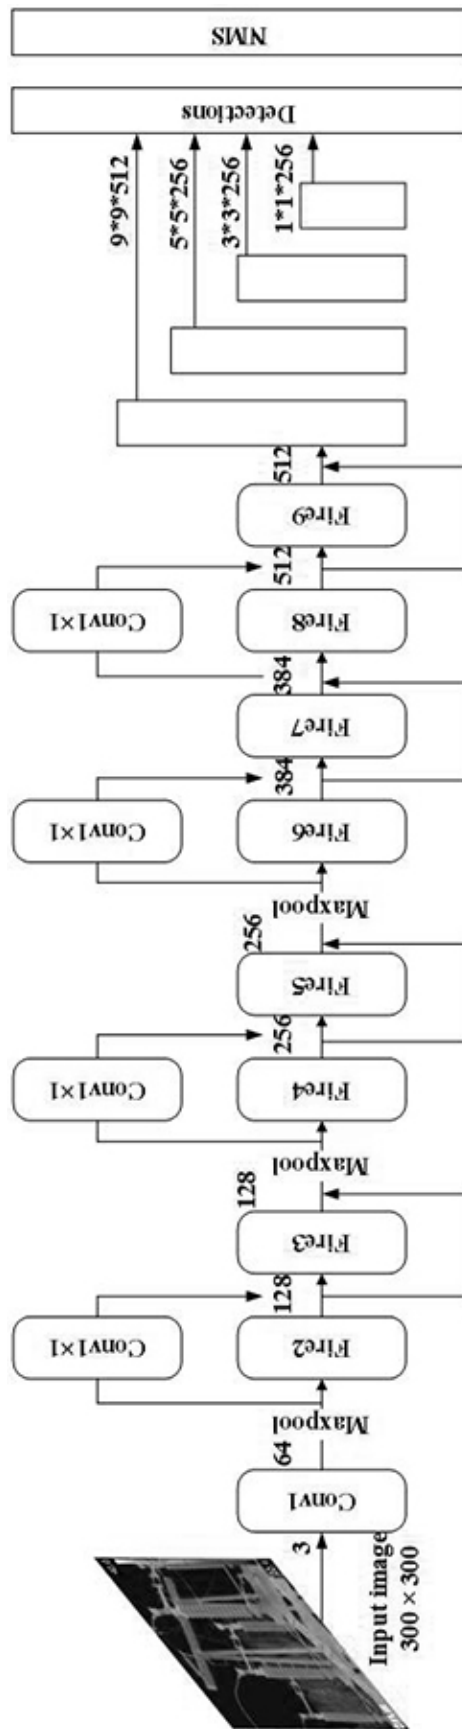 NMS
Detections
9*9*512
5*5*256
3*3*256
1*1*256
512
Fire9
512
Conv1×1
Fire8
384
Fire7
384
Conv1×1
Fire6
Maxpool
256
Fire5
256
Conv1×1
Fire4
Maxpool
128
Fire3
128
Conv1×1
Fire2
Maxpool
64
Conv1
3
Input image
300 × 300